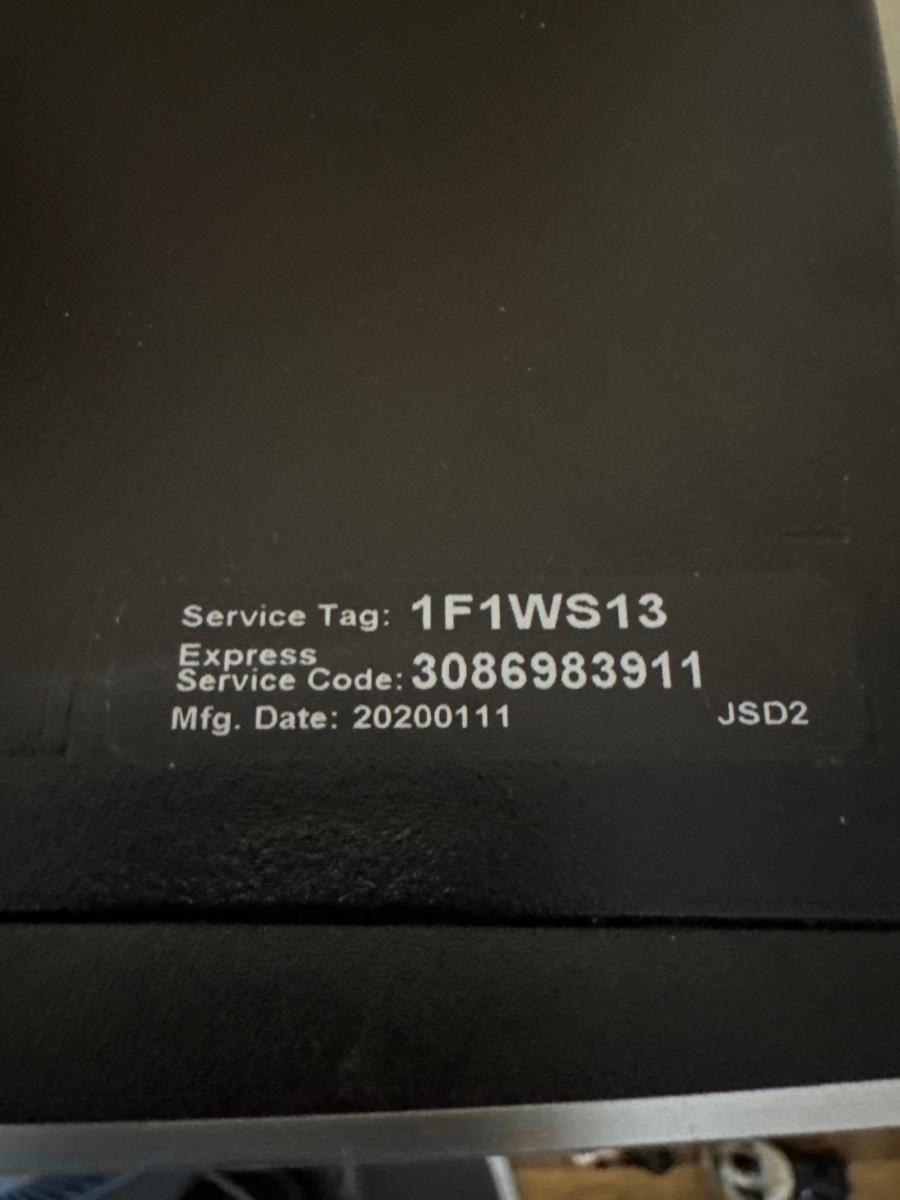 Service Tag: 1F1WS13
Express
Service Code: 3086983911
Mfg. Date: 20200111 JSD2